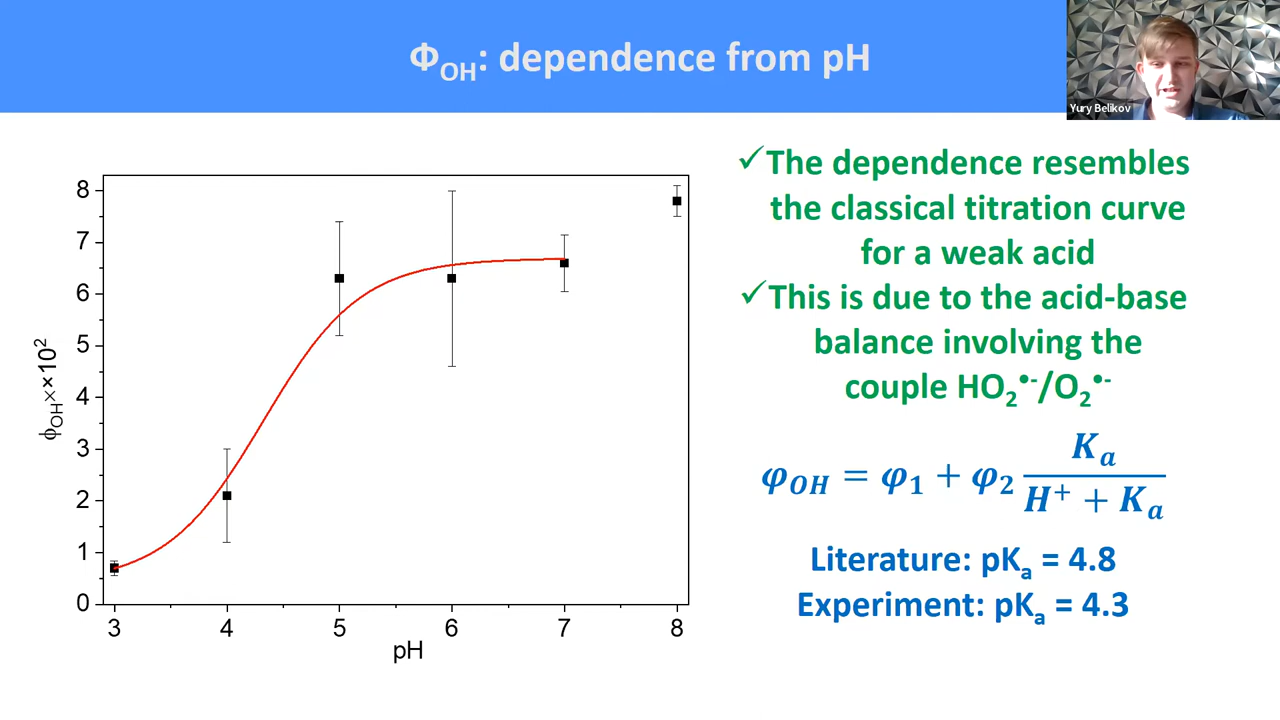 Φ_OH: dependence from pH
Yury Belikov
✓The dependence resembles
the classical titration curve
for a weak acid
✓This is due to the acid-base
balance involving the
couple HO₂•⁻/O₂•⁻
φ_OH = φ₁ + φ₂ K_a / (H⁺ + K_a)
Literature: pKₐ = 4.8
Experiment: pKₐ = 4.3
ϕ_OH××10²
8
7
6
5
4
3
2
1
0
3 4 5 6 7 8
pH